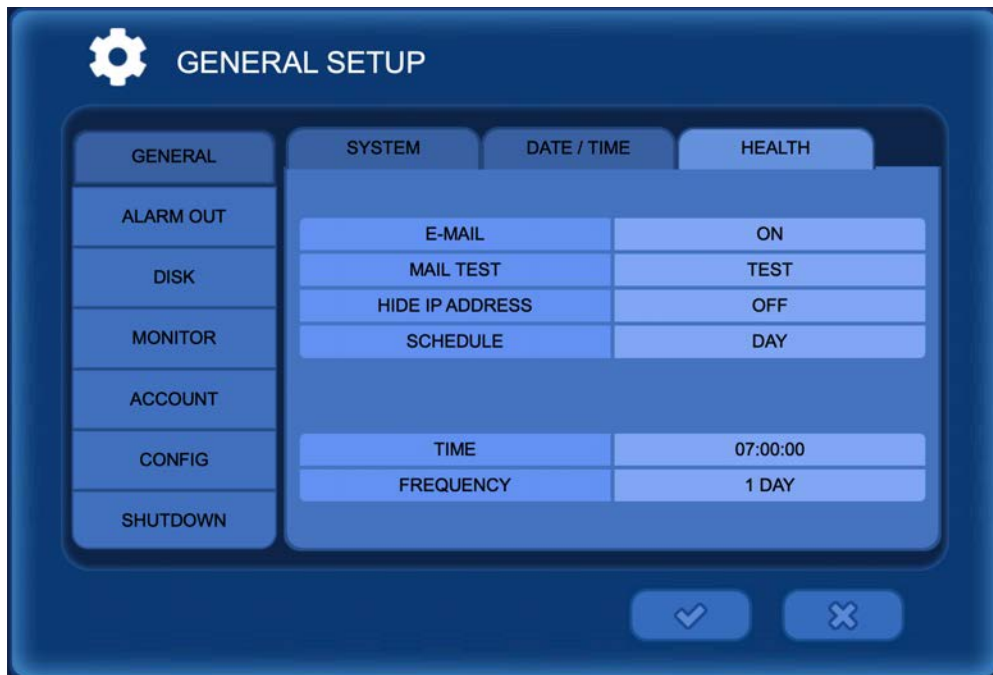 GENERAL SETUP
GENERAL
ALARM OUT
DISK
MONITOR
ACCOUNT
CONFIG
SHUTDOWN
SYSTEM DATE / TIME HEALTH
E-MAIL ON
MAIL TEST TEST
HIDE IP ADDRESS OFF
SCHEDULE DAY
TIME 07:00:00
FREQUENCY 1 DAY